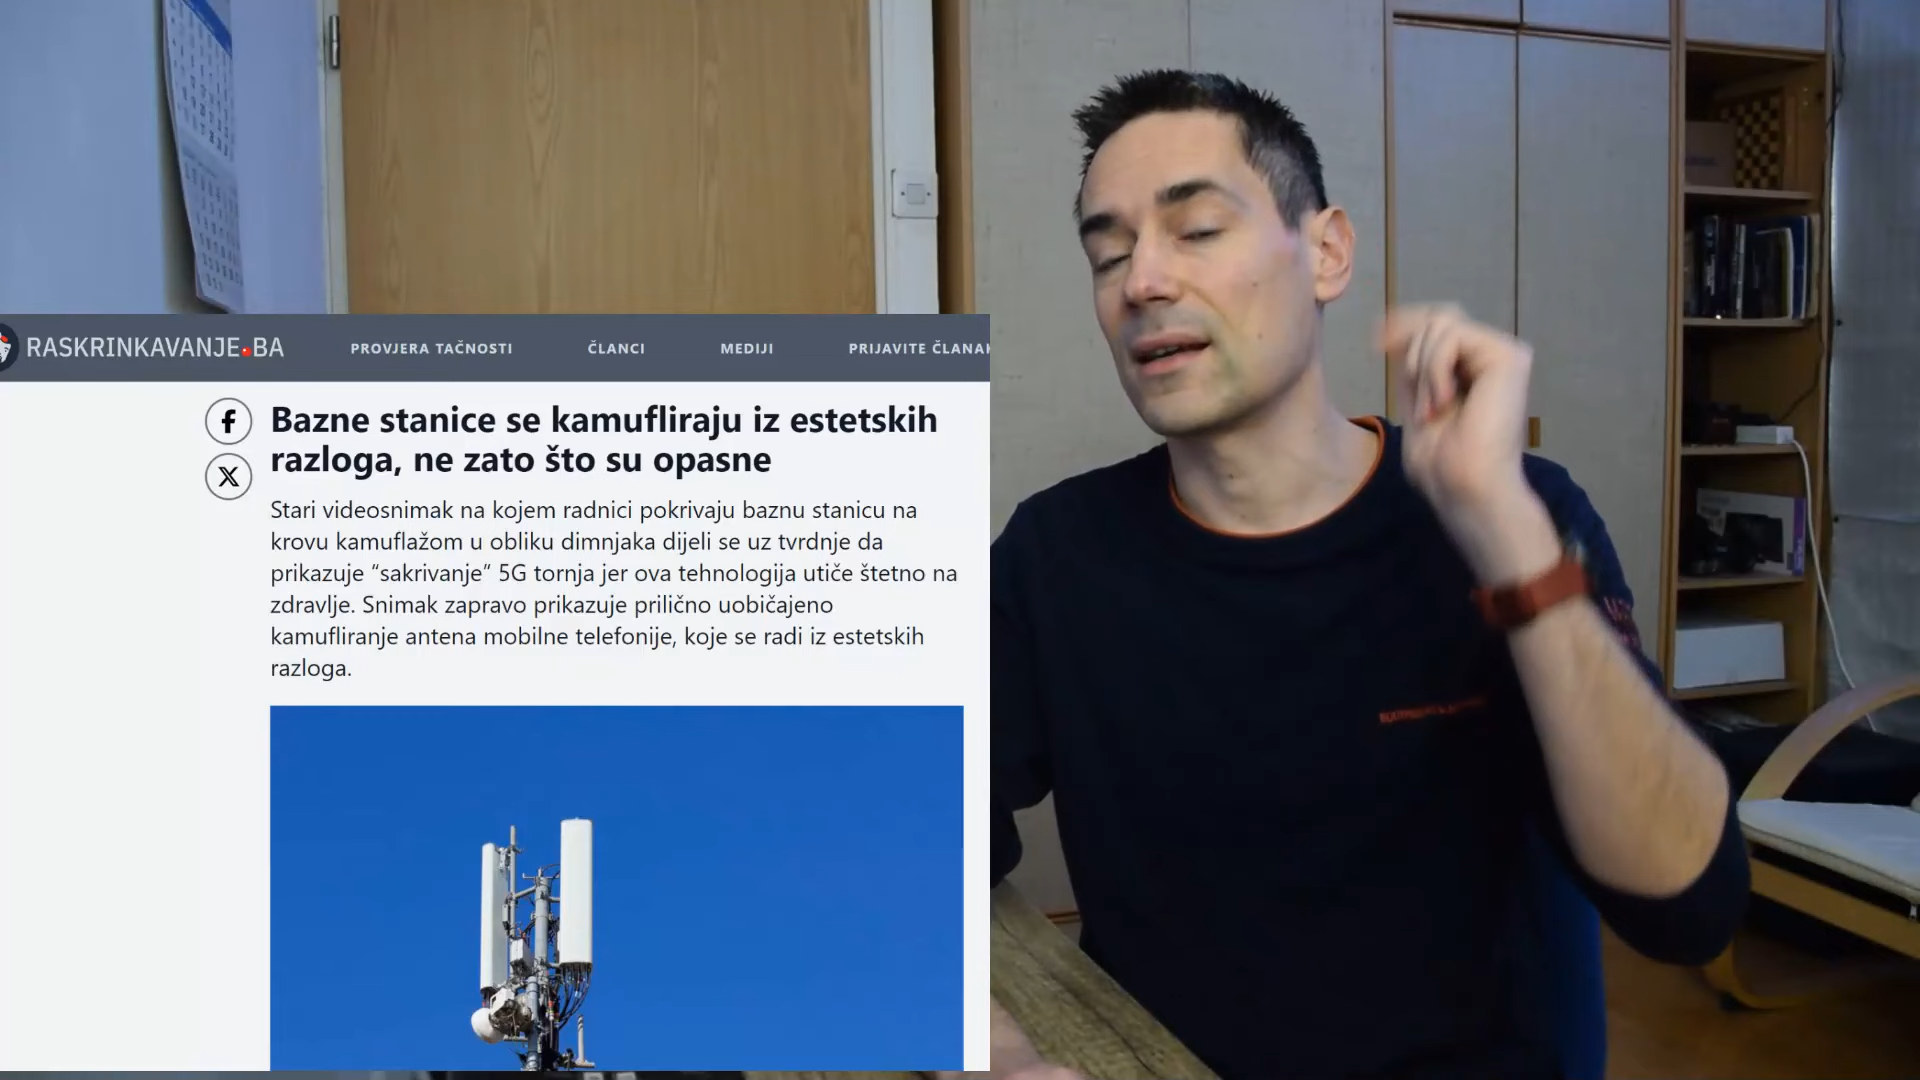 RASKRINKAVANJE.BA
PROVJERA TAČNOSTI ČLANCI MEDIJI PRIJAVITE ČLANAK
Bazne stanice se kamufliraju iz estetskih
razloga, ne zato što su opasne
Stari videosnimak na kojem radnici pokrivaju baznu stanicu na
krovu kamuflažom u obliku dimnjaka dijeli se uz tvrdnje da
prikazuje “sakrivanje” 5G tornja jer ova tehnologija utiče štetno na
zdravlje. Snimak zapravo prikazuje prilično uobičajeno
kamufliranje antena mobilne telefonije, koje se radi iz estetskih
razloga.